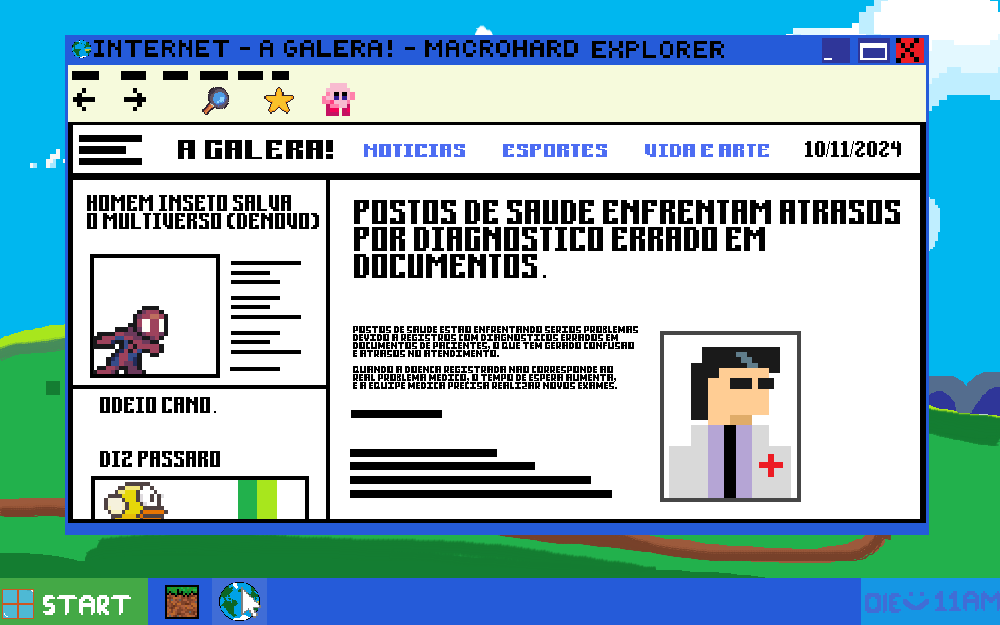 INTERNET - A GALERA! - MACROHARD EXPLORER
A GALERA! NOTICIAS ESPORTES VIDA E ARTE 10/11/2024
HOMEM INSETO SALVA
O MULTIVERSO (DENOVO)
ODEIO CANO.
DIZ PASSARO
POSTOS DE SAUDE ENFRENTAM ATRASOS
POR DIAGNOSTICO ERRADO EM
DOCUMENTOS.
POSTOS DE SAUDE ESTAO ENFRENTANDO SERIOS PROBLEMAS
DEVIDO A REGISTROS COM DIAGNOSTICOS ERRADOS EM
DOCUMENTOS DE PACIENTES, O QUE TEM GERADO CONFUSAO
E ATRASOS NO ATENDIMENTO.
QUANDO A DOENCA REGISTRADA NAO CORRESPONDE AO
REAL PROBLEMA MEDICO, O TEMPO DE ESPERA AUMENTA,
E A EQUIPE MEDICA PRECISA REALIZAR NOVOS EXAMES.
START
OIE 11AM